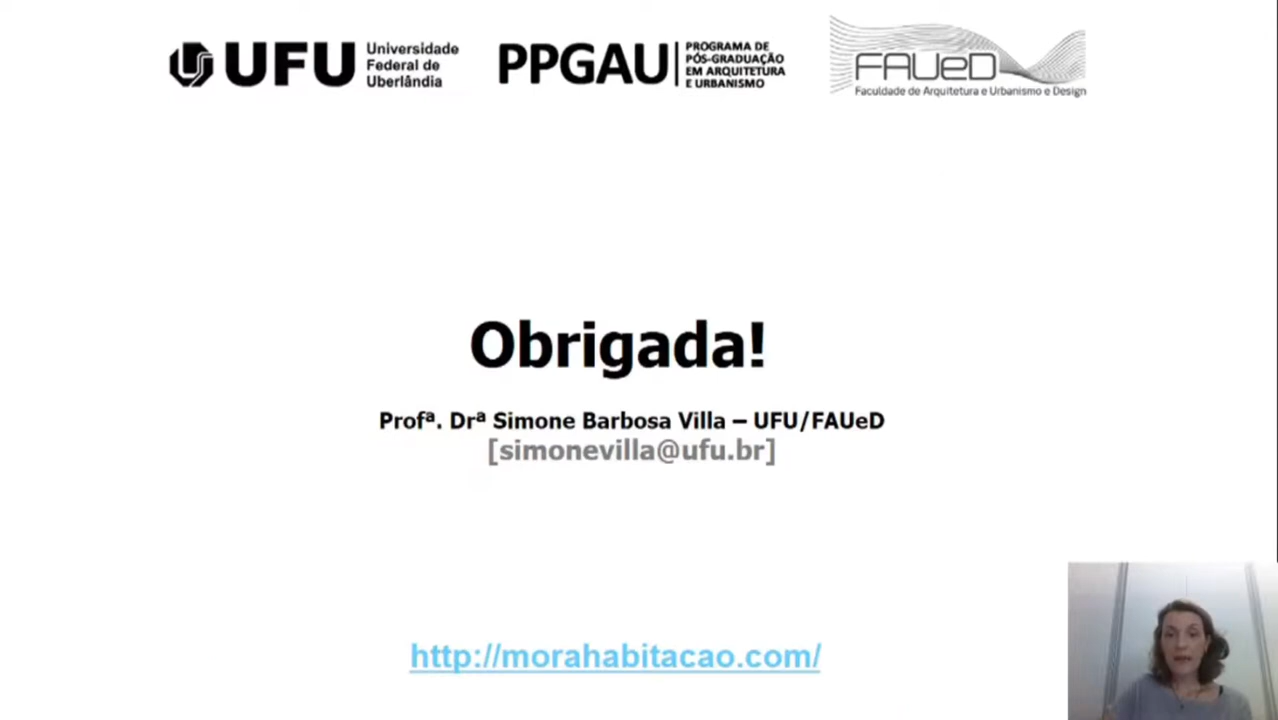 UFU
Universidade
Federal de
Uberlândia
PPGAU
PROGRAMA DE
PÓS-GRADUAÇÃO
EM ARQUITETURA
E URBANISMO
FAUeD
Faculdade de Arquitetura e Urbanismo e Design
Obrigada!
Profª. Drª Simone Barbosa Villa – UFU/FAUeD
[simonevilla@ufu.br]
http://morahabitacao.com/